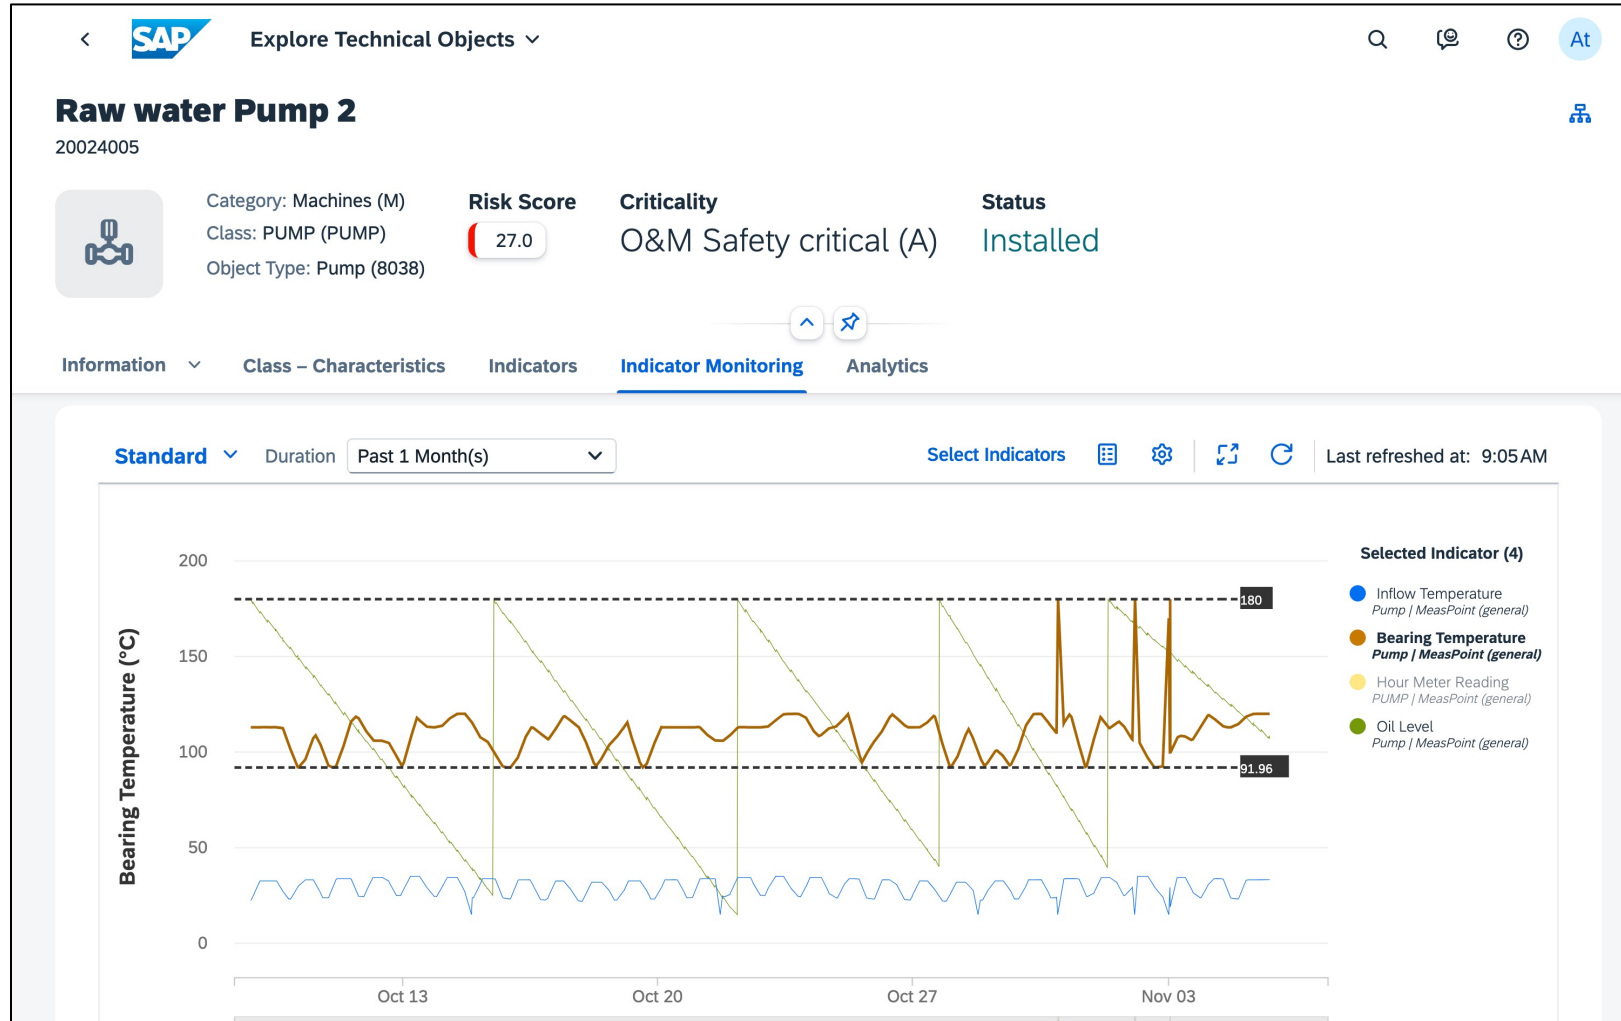 SAP Explore Technical Objects At
Raw water Pump 2
20024005
Category: Machines (M)
Class: PUMP (PUMP)
Object Type: Pump (8038)
Risk Score
27.0
Criticality
O&M Safety critical (A)
Status
Installed
Information Class – Characteristics Indicators Indicator Monitoring Analytics
Standard Duration Past 1 Month(s) Select Indicators Last refreshed at: 9:05 AM
Bearing Temperature (°C)
200
150
100
50
0
180
91.96
Oct 13 Oct 20 Oct 27 Nov 03
Selected Indicator (4)
Inflow Temperature
Pump | MeasPoint (general)
Bearing Temperature
Pump | MeasPoint (general)
Hour Meter Reading
PUMP | MeasPoint (general)
Oil Level
Pump | MeasPoint (general)